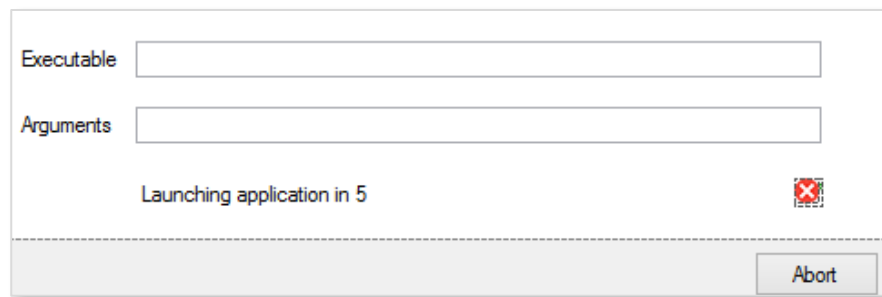 Executable
Arguments
Launching application in 5
Abort